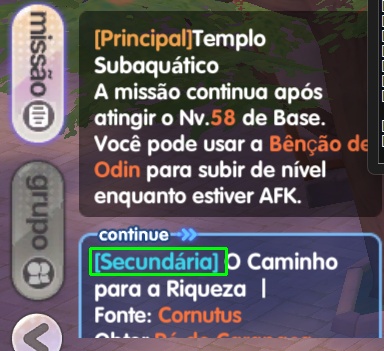 missão
grupo
[Principal]Templo
Subaquático
A missão continua após
atingir o Nv.58 de Base.
Você pode usar a Bênção de
Odin para subir de nível
enquanto estiver AFK.
continue
[Secundária] O Caminho
para a Riqueza |
Fonte: Cornutus